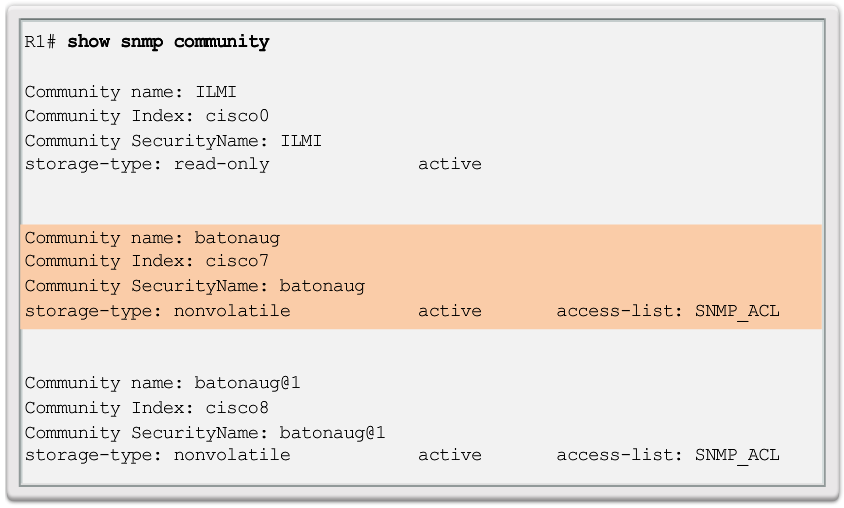 R1# show snmp community
Community name: ILMI
Community Index: cisco0
Community SecurityName: ILMI
storage-type: read-only active
Community name: batonaug
Community Index: cisco7
Community SecurityName: batonaug
storage-type: nonvolatile active access-list: SNMP_ACL
Community name: batonaug@1
Community Index: cisco8
Community SecurityName: batonaug@1
storage-type: nonvolatile active access-list: SNMP_ACL